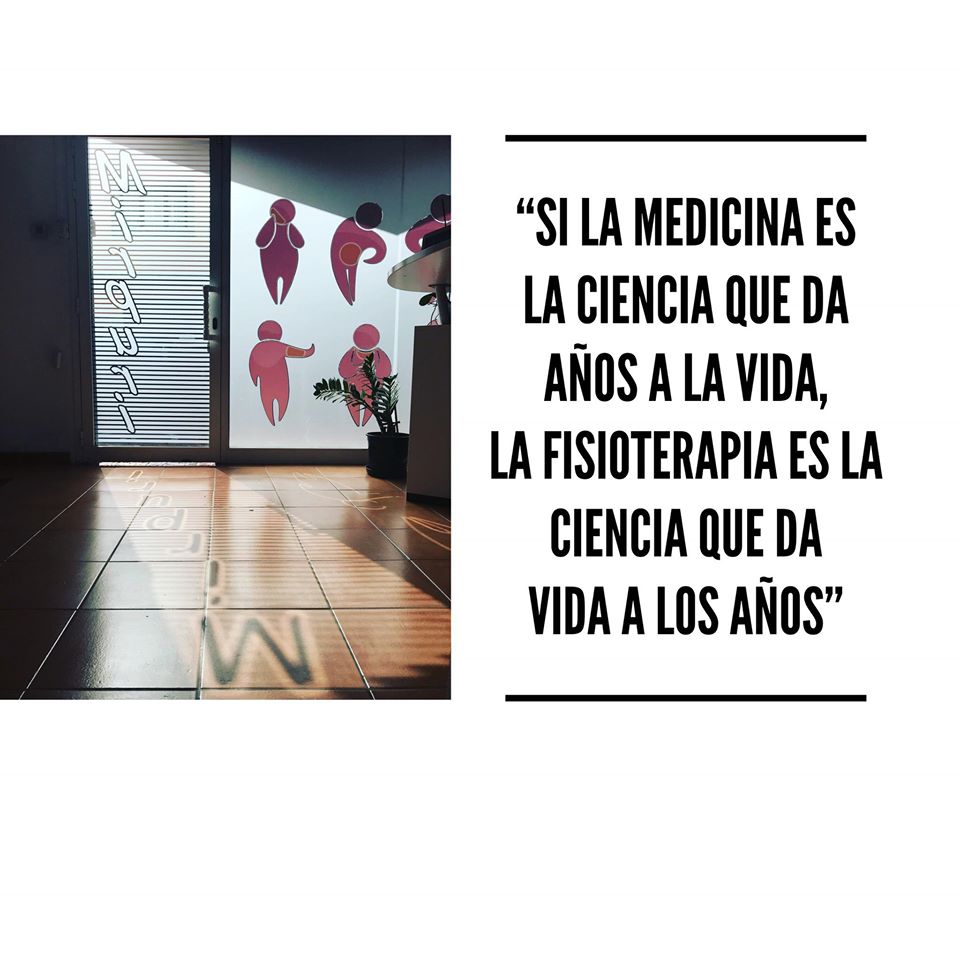 “SI LA MEDICINA ES
LA CIENCIA QUE DA
AÑOS A LA VIDA,
LA FISIOTERAPIA ES LA
CIENCIA QUE DA
VIDA A LOS AÑOS”